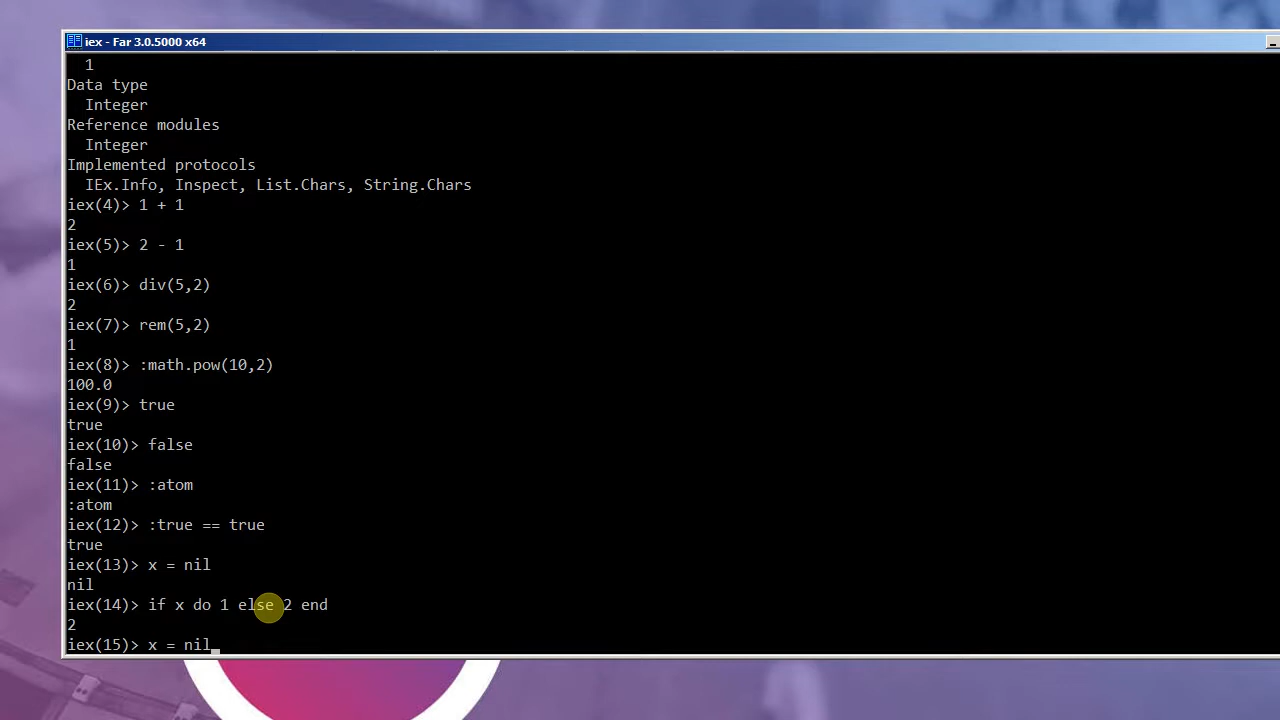 iex - Far 3.0.5000 x64
1
Data type
Integer
Reference modules
Integer
Implemented protocols
IEx.Info, Inspect, List.Chars, String.Chars
iex(4)> 1 + 1
2
iex(5)> 2 - 1
1
iex(6)> div(5,2)
2
iex(7)> rem(5,2)
1
iex(8)> :math.pow(10,2)
100.0
iex(9)> true
true
iex(10)> false
false
iex(11)> :atom
:atom
iex(12)> :true == true
true
iex(13)> x = nil
nil
iex(14)> if x do 1 else 2 end
2
iex(15)> x = nil